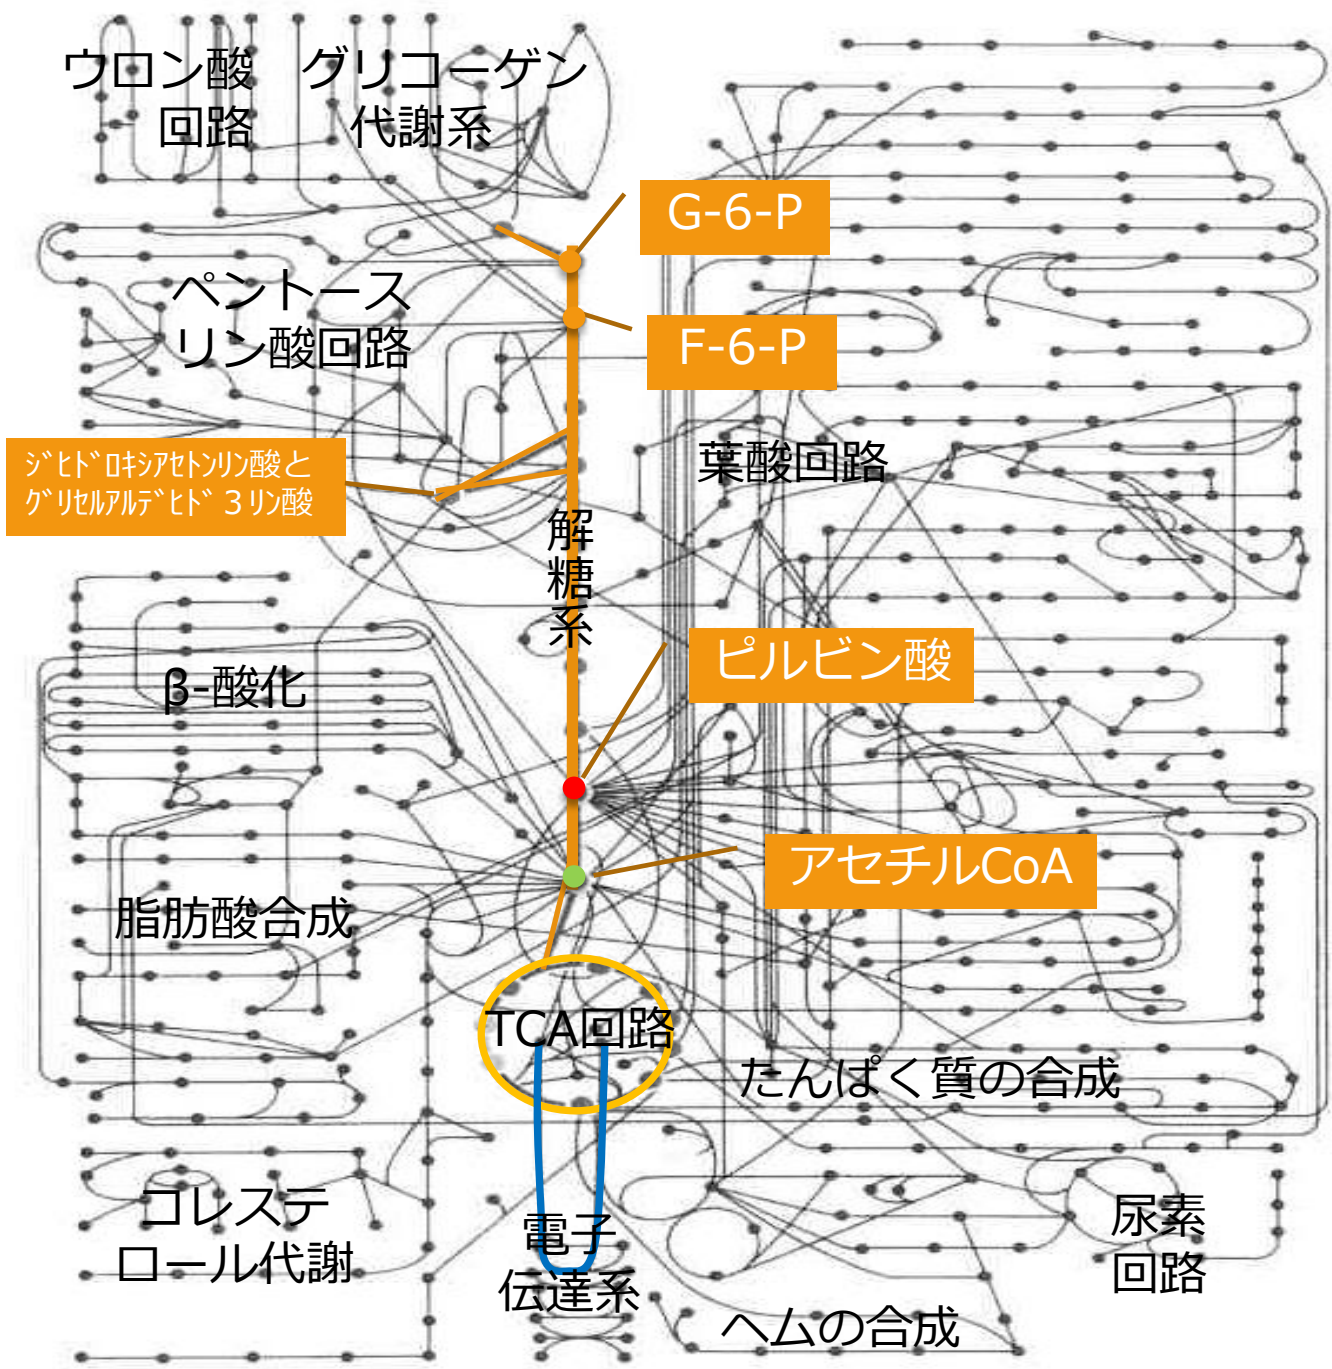 ウロン酸
回路
グリコーゲン
代謝系
G-6-P
ペントース
リン酸回路
F-6-P
ｼﾞﾋﾄﾞﾛｷｼｱｾﾄﾝﾘﾝ酸と
ｸﾞﾘｾﾙｱﾙﾃﾞﾋﾄﾞ３ﾘﾝ酸
葉酸回路
解
糖
系
ピルビン酸
β-酸化
アセチルCoA
脂肪酸合成
TCA回路
たんぱく質の合成
コレステ
ロール代謝
電子
伝達系
尿素
回路
ヘムの合成